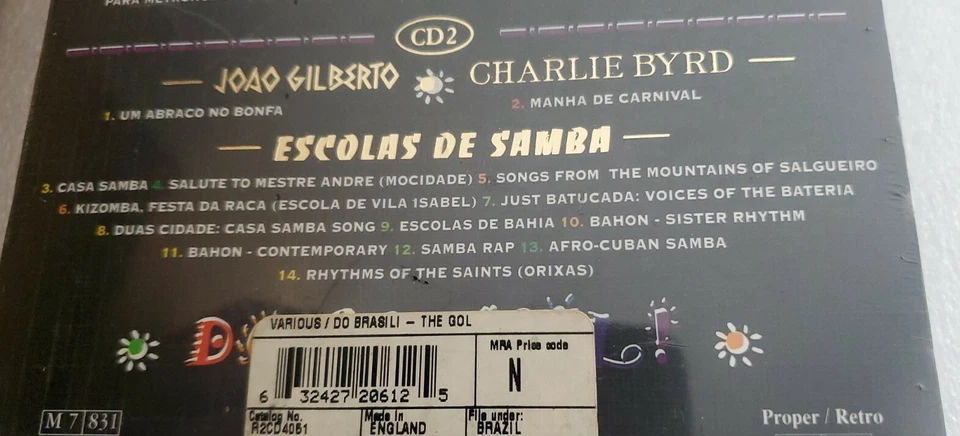 CD2
JOAO GILBERTO CHARLIE BYRD
1. UM ABRACO NO BONFA
2. MANHA DE CARNIVAL
ESCOLAS DE SAMBA
3. CASA SAMBA 4. SALUTE TO MESTRE ANDRE (MOCIDADE) 5. SONGS FROM THE MOUNTAINS OF SALGUEIRO
6. KIZOMBA, FESTA DA RACA (ESCOLA DE VILA 1SABEL) 7. JUST BATUCADA: VOICES OF THE BATERIA
8. DUAS CIDADE: CASA SAMBA SONG 9. ESCOLAS DE BAHIA 10. BAHON - SISTER RHYTHM
11. BAHON - CONTEMPORARY 12. SAMBA RAP 13. AFRO-CUBAN SAMBA
14. RHYTHMS OF THE SAINTS (ORIXAS)
VARIOUS / DO BRASILI - THE GOL
MRA Price code
N
6 32427 20612 5
Catalog No.
R2CD4051
Made in
ENGLAND
File under:
BRAZIL
M 7 831
Proper / Retro